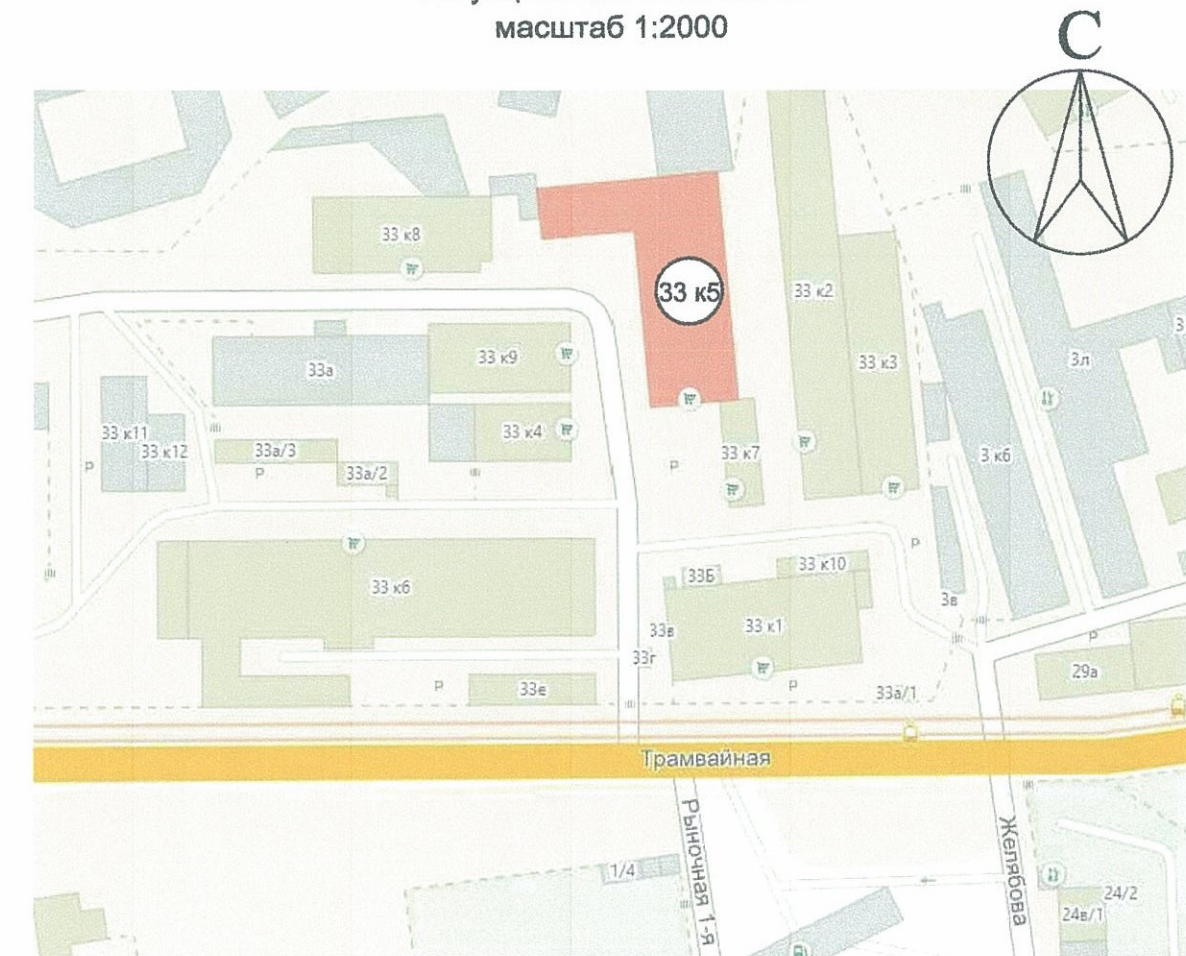 масштаб 1:2000
С
33 к8
33 к5
33 к2
33а
33 к9
33 к3
3л
33 к11
33 к12
33а/3
33а/2
33 к4
33 к7
3 к6
Р
Р
Р
Р
33 к6
33Б
33 к10
33в
33 к1
3в
33г
Р
33е
Р
33а/1
Р
29а
Трамвайная
Рыночная 1-я
Желябова
1/4
24/2
24в/1